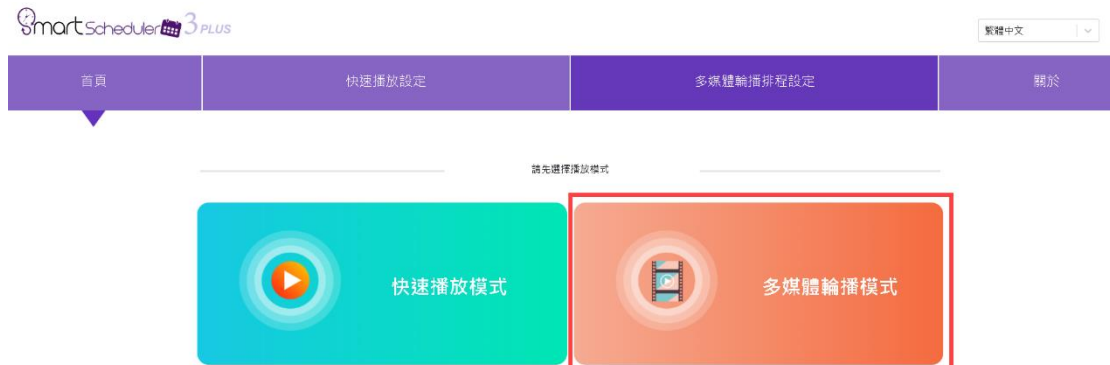 Smart Scheduler 3 PLUS
繁體中文
首頁 快速播放設定 多媒體輪播排程設定 關於
請先選擇播放模式
快速播放模式 多媒體輪播模式